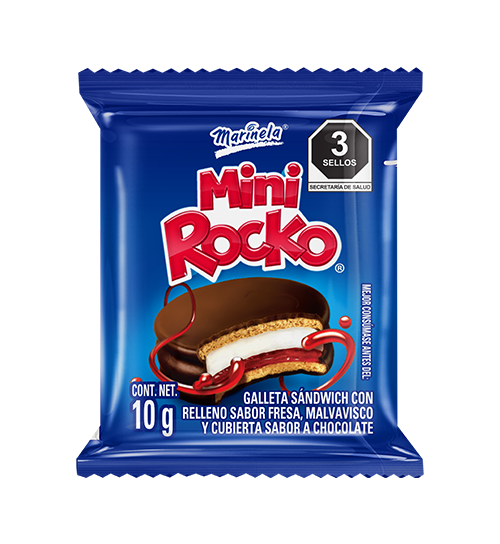 Marinela®
3
SELLOS
SECRETARÍA DE SALUD
Mini
Rocko®
MEJOR CONSÚMASE ANTES DEL:
CONT. NET.
10 g
GALLETA SÁNDWICH CON
RELLENO SABOR FRESA, MALVAVISCO
Y CUBIERTA SABOR A CHOCOLATE